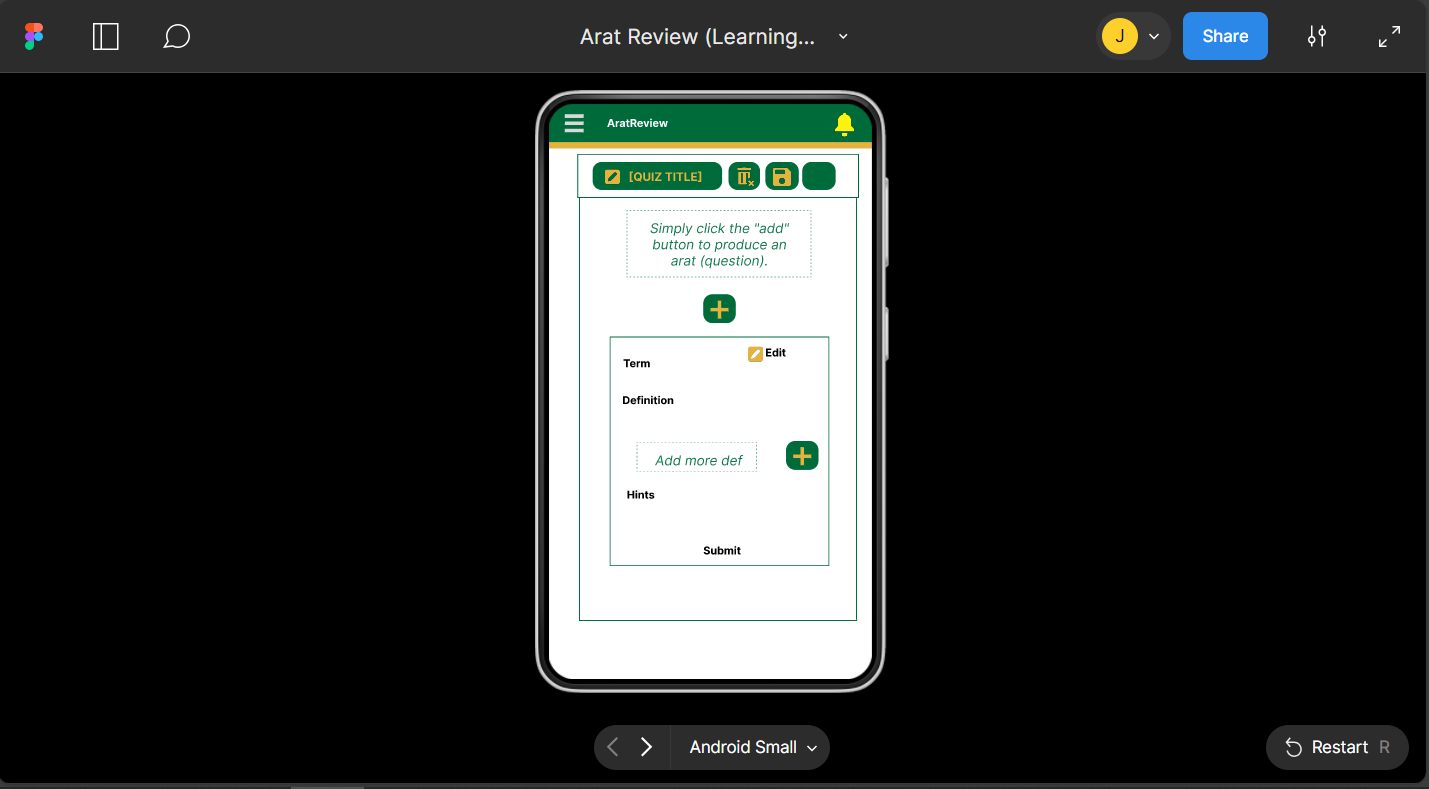 Arat Review (Learning...
J
Share
AratReview
[QUIZ TITLE]
Simply click the "add"
button to produce an
arat (question).
Edit
Term
Definition
Add more def
Hints
Submit
Android Small
Restart R